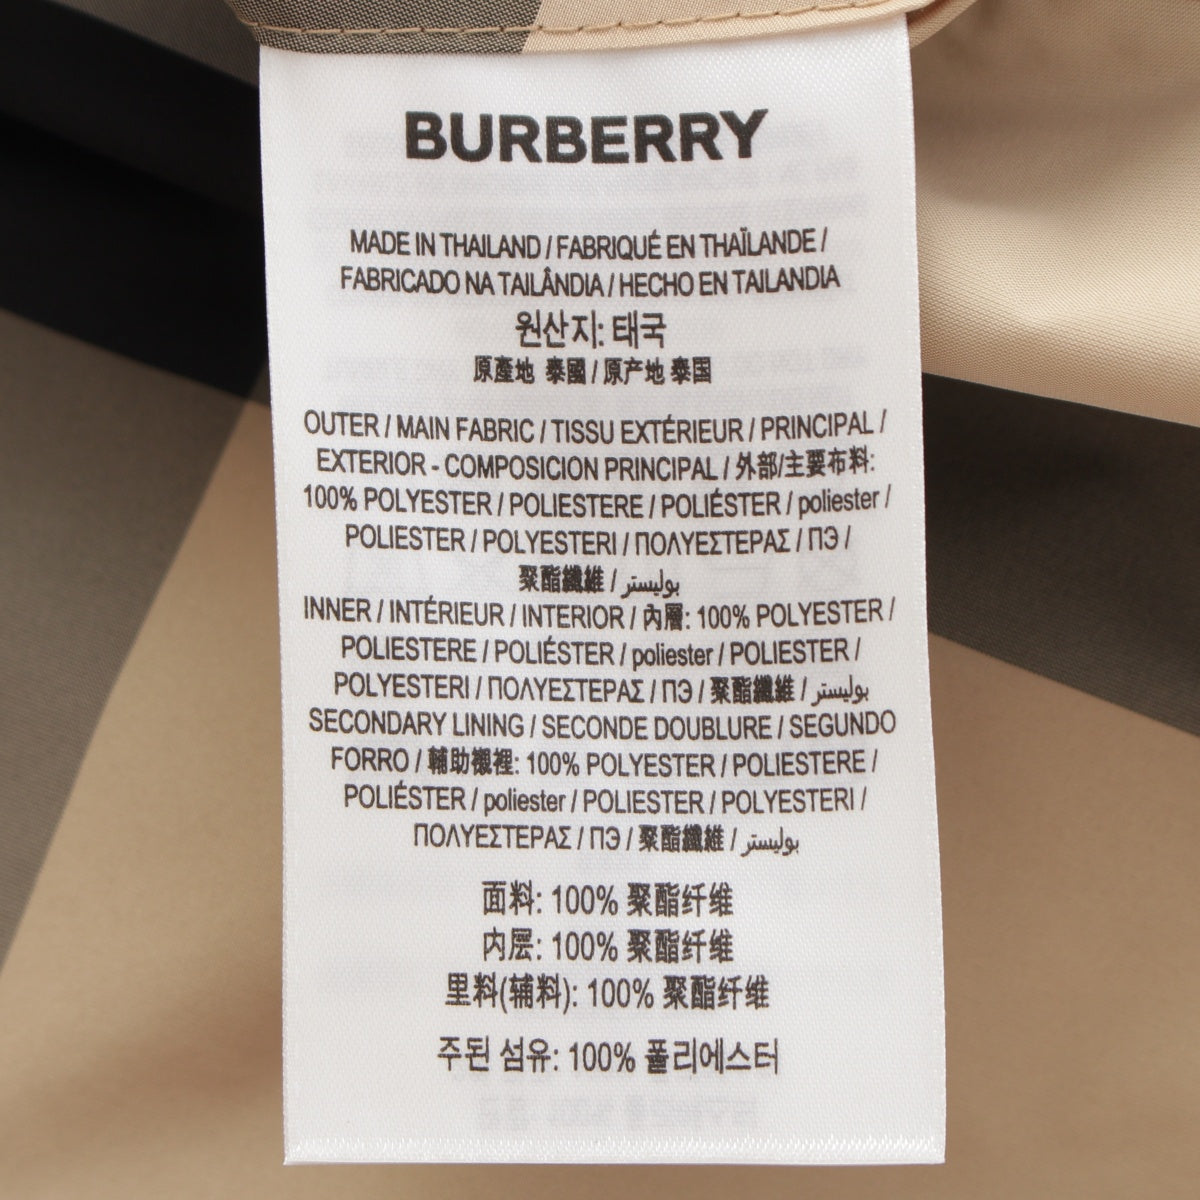 BURBERRY
MADE IN THAILAND / FABRIQUÉ EN THAÏLANDE /
FABRICADO NA TAILÂNDIA / HECHO EN TAILANDIA
원산지: 태국
原產地 泰國 / 原产地 泰国
OUTER / MAIN FABRIC / TISSU EXTÉRIEUR / PRINCIPAL /
EXTERIOR - COMPOSICION PRINCIPAL / 外部/主要布料:
100% POLYESTER / POLIESTERE / POLIÉSTER / poliester /
POLIESTER / POLYESTERI / ΠΟΛΥΕΣΤΕΡΑΣ / ПЭ /
聚酯纖維 / بوليستر
INNER / INTÉRIEUR / INTERIOR / 內層: 100% POLYESTER /
POLIESTERE / POLIÉSTER / poliester / POLIESTER /
POLYESTERI / ΠΟΛΥΕΣΤΕΡΑΣ / ПЭ / 聚酯纖維 / بوليستر
SECONDARY LINING / SECONDE DOUBLURE / SEGUNDO
FORRO / 輔助襯裡: 100% POLYESTER / POLIESTERE /
POLIÉSTER / poliester / POLIESTER / POLYESTERI /
ΠΟΛΥΕΣΤΕΡΑΣ / ПЭ / 聚酯纖維 / بوليستر
面料: 100% 聚酯纤维
内层: 100% 聚酯纤维
里料(辅料): 100% 聚酯纤维
주된 섬유: 100% 폴리에스터